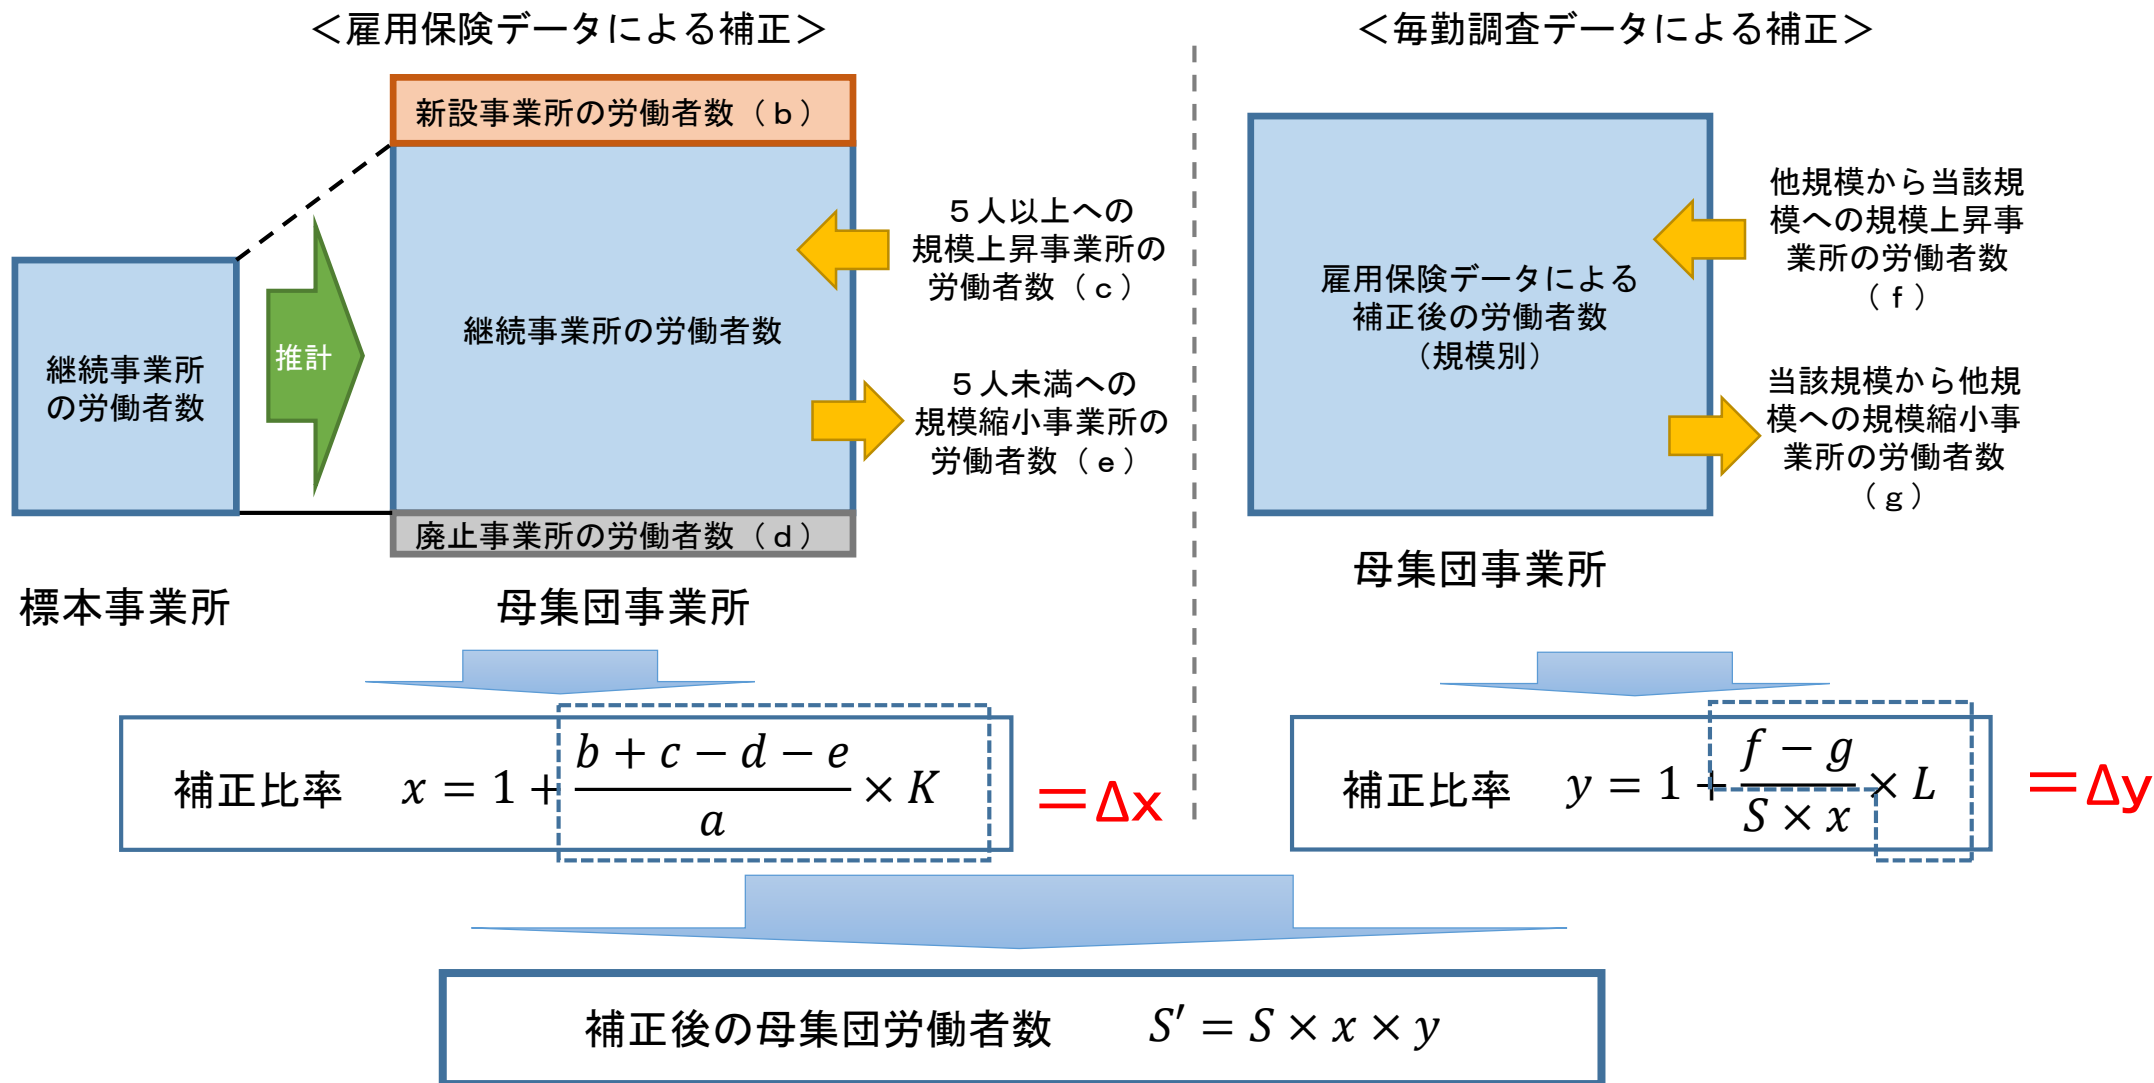 ＜雇用保険データによる補正＞
新設事業所の労働者数（ｂ）
継続事業所の労働者数
５人以上への
規模上昇事業所の
労働者数（ｃ）
５人未満への
規模縮小事業所の
労働者数（ｅ）
継続事業所
の労働者数
推計
廃止事業所の労働者数（ｄ）
標本事業所
母集団事業所
補正比率　x = 1 + \frac{b + c − d − e}{a} × K
＝Δx
＜毎勤調査データによる補正＞
雇用保険データによる
補正後の労働者数
（規模別）
他規模から当該規
模への規模上昇事
業所の労働者数
（ｆ）
当該規模から他規
模への規模縮小事
業所の労働者数
（ｇ）
母集団事業所
補正比率　y = 1 + \frac{f − g}{S × x} × L
＝Δy
補正後の母集団労働者数　S′ = S × x × y